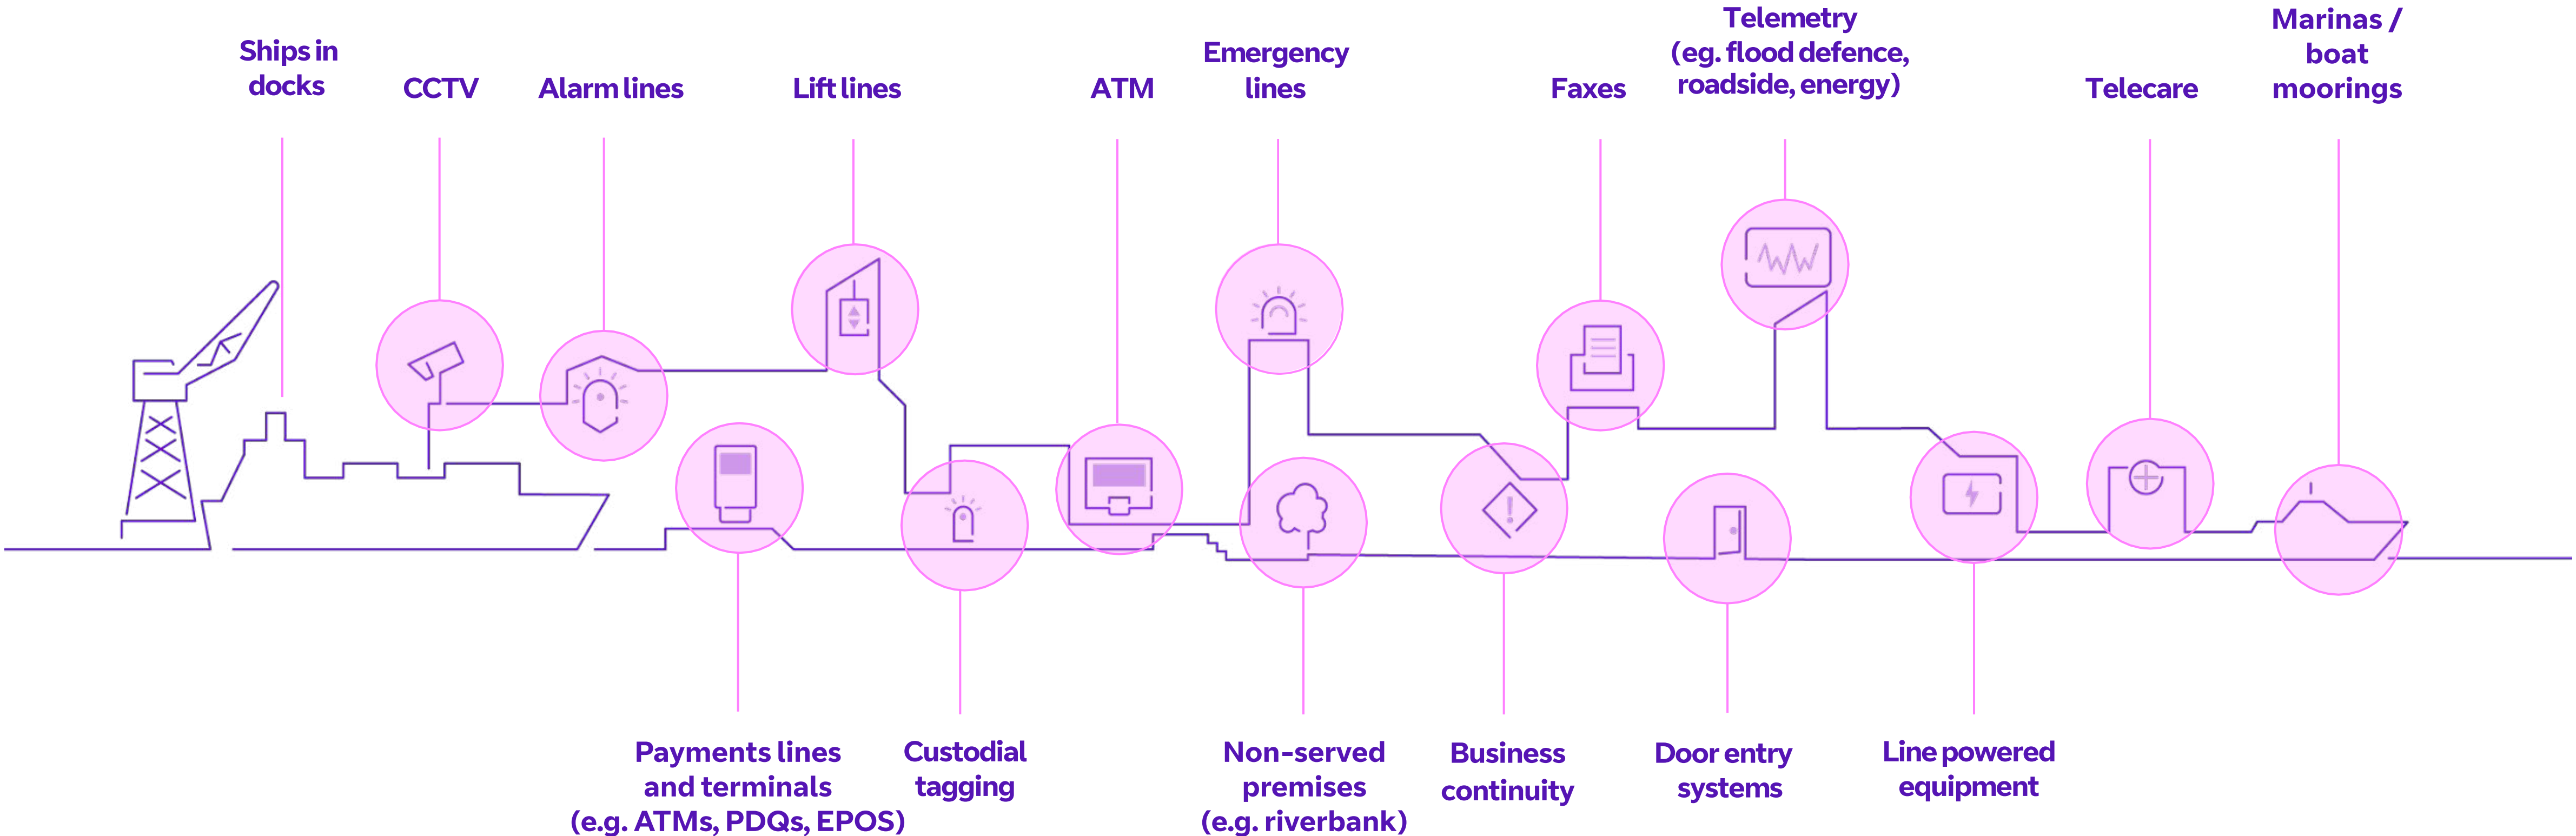 Ships in
docks
CCTV
Alarm lines
Lift lines
ATM
Emergency
lines
Faxes
Telemetry
(eg. flood defence,
roadside, energy)
Telecare
Marinas /
boat
moorings
Payments lines
and terminals
(e.g. ATMs, PDQs, EPOS)
Custodial
tagging
Non-served
premises
(e.g. riverbank)
Business
continuity
Door entry
systems
Line powered
equipment